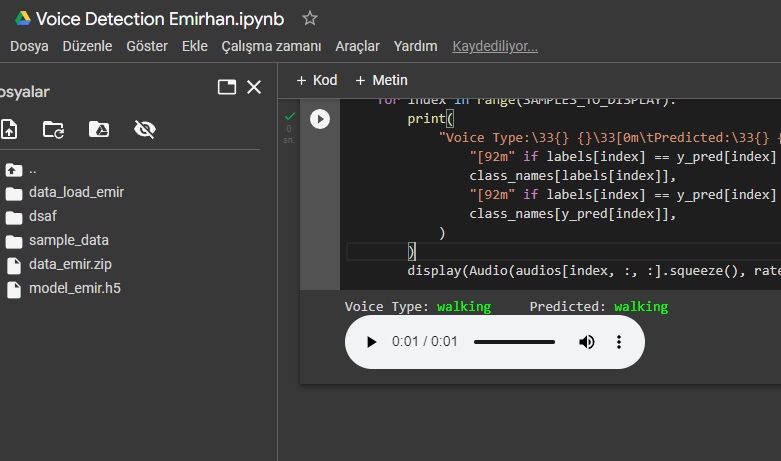 Voice Detection Emirhan.ipynb
Dosya Düzenle Göster Ekle Çalışma zamanı Araçlar Yardım Kaydediliyor...
osyalar
+ Kod + Metin
..
data_load_emir
dsaf
sample_data
data_emir.zip
model_emir.h5
0
sn.
for index in range(SAMPLES_TO_DISPLAY):
print(
"Voice Type:\33{} {}\33[0m\tPredicted:\33{} {
"[92m" if labels[index] == y_pred[index]
class_names[labels[index]],
"[92m" if labels[index] == y_pred[index]
class_names[y_pred[index]],
)
)
display(Audio(audios[index, :, :].squeeze(), rate
Voice Type: walking Predicted: walking
0:01 / 0:01